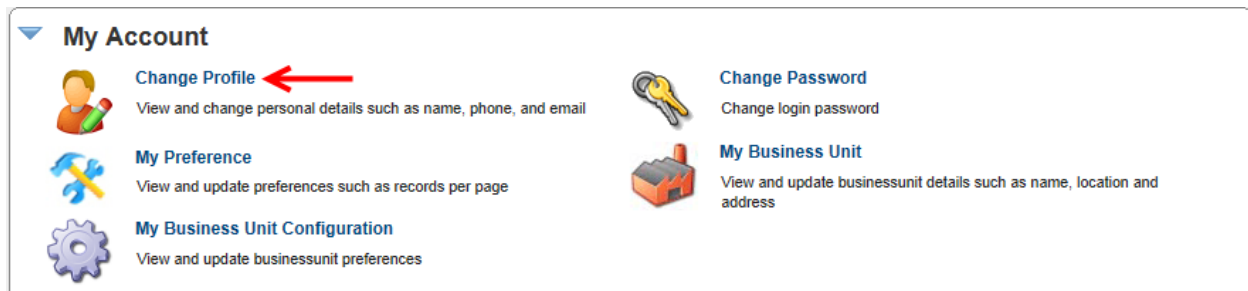 My Account
Change Profile
View and change personal details such as name, phone, and email
Change Password
Change login password
My Preference
View and update preferences such as records per page
My Business Unit
View and update businessunit details such as name, location and
address
My Business Unit Configuration
View and update businessunit preferences